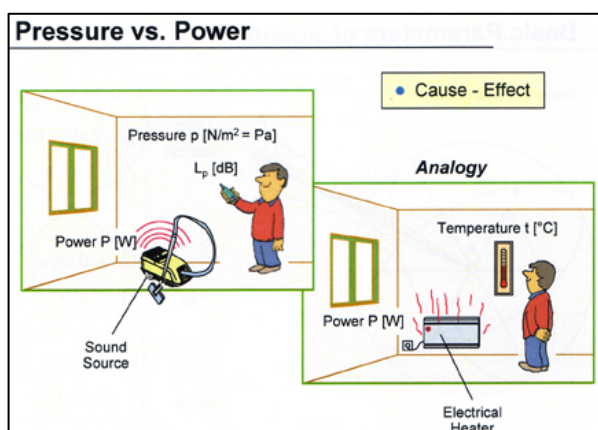 Pressure vs. Power
• Cause - Effect
Pressure p [N/m² = Pa]
Lp [dB]
Power P [W]
Sound
Source
Analogy
Temperature t [°C]
Power P [W]
Electrical
Heater